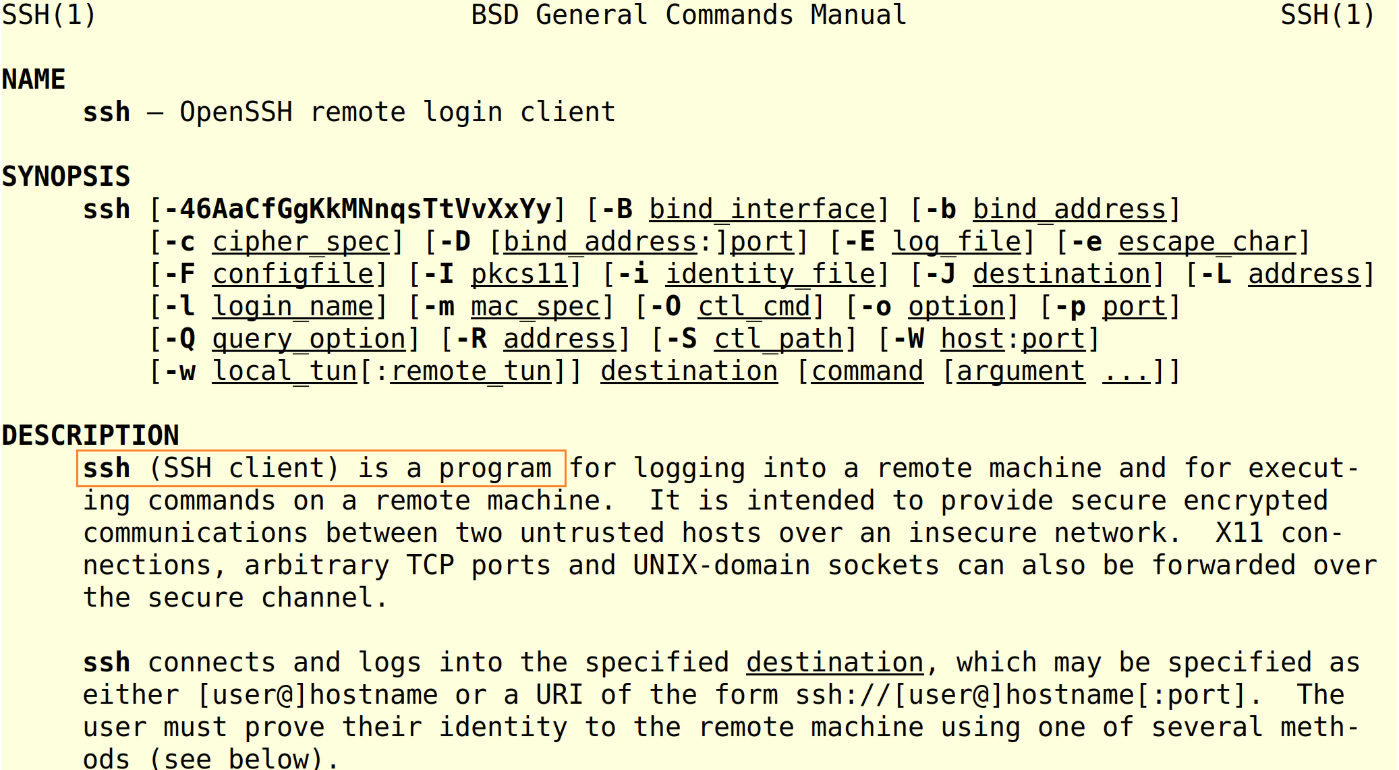 SSH(1) BSD General Commands Manual SSH(1)
NAME
ssh — OpenSSH remote login client
SYNOPSIS
ssh [-46AaCfGgKkMNnqsTtVvXxYy] [-B bind_interface] [-b bind_address]
[-c cipher_spec] [-D [bind_address:]port] [-E log_file] [-e escape_char]
[-F configfile] [-I pkcs11] [-i identity_file] [-J destination] [-L address]
[-l login_name] [-m mac_spec] [-O ctl_cmd] [-o option] [-p port]
[-Q query_option] [-R address] [-S ctl_path] [-W host:port]
[-w local_tun[:remote_tun]] destination [command [argument ...]]
DESCRIPTION
ssh (SSH client) is a program for logging into a remote machine and for execut-
ing commands on a remote machine.  It is intended to provide secure encrypted
communications between two untrusted hosts over an insecure network.  X11 con-
nections, arbitrary TCP ports and UNIX-domain sockets can also be forwarded over
the secure channel.
ssh connects and logs into the specified destination, which may be specified as
either [user@]hostname or a URI of the form ssh://[user@]hostname[:port].  The
user must prove their identity to the remote machine using one of several meth-
ods (see below).